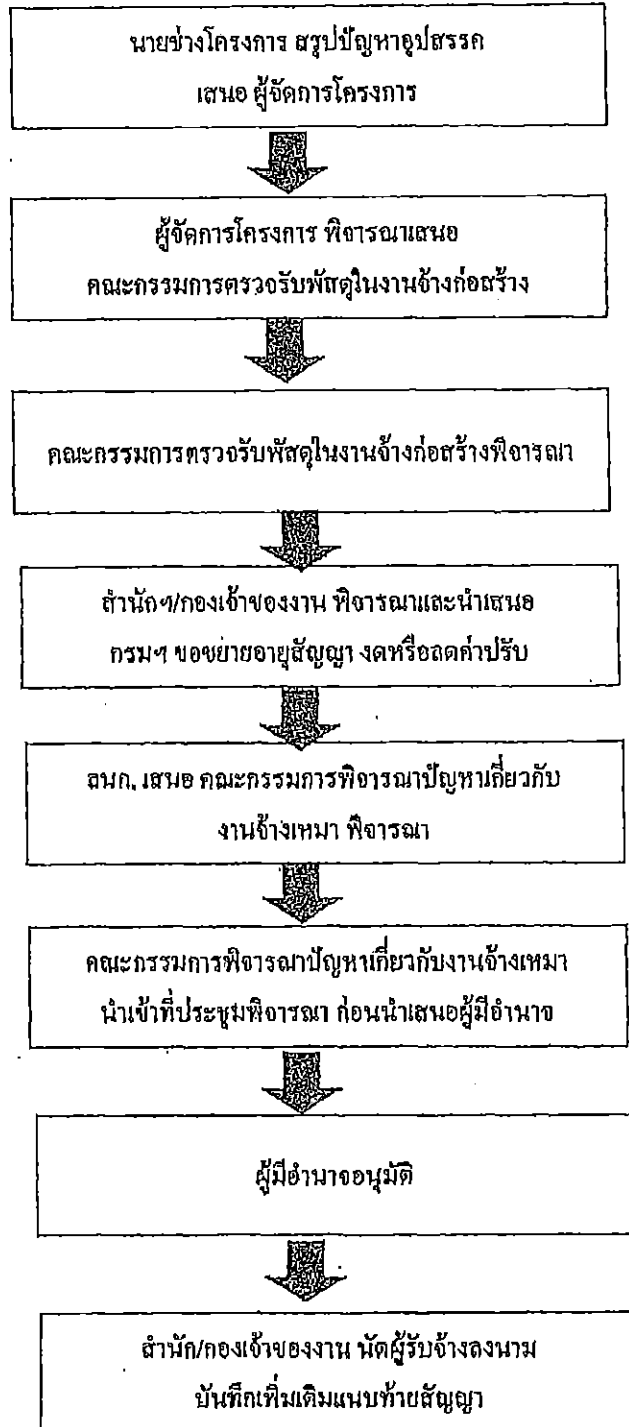 นายช่างโครงการ สรุปปัญหาอุปสรรค
เสนอ ผู้จัดการโครงการ
ผู้จัดการโครงการ พิจารณาเสนอ
คณะกรรมการตรวจรับพัสดุในงานจ้างก่อสร้าง
คณะกรรมการตรวจรับพัสดุในงานจ้างก่อสร้างพิจารณา
สำนักฯ/กองเจ้าของงาน พิจารณาและนำเสนอ
กรมฯ ขอขยายอายุสัญญา งดหรือลดค่าปรับ
ลนก. เสนอ คณะกรรมการพิจารณาปัญหาเกี่ยวกับ
งานจ้างเหมา พิจารณา
คณะกรรมการพิจารณาปัญหาเกี่ยวกับงานจ้างเหมา
นำเข้าที่ประชุมพิจารณา ก่อนนำเสนอผู้มีอำนาจ
ผู้มีอำนาจอนุมัติ
สำนัก/กองเจ้าของงาน นัดผู้รับจ้างลงนาม
บันทึกเพิ่มเติมแนบท้ายสัญญา